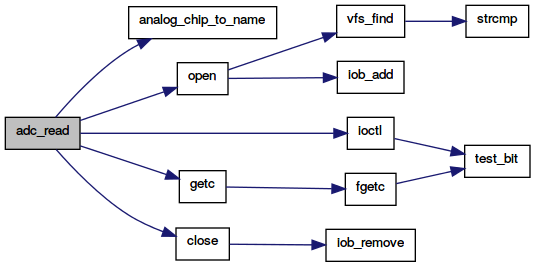 analog_chip_to_name
vfs_find
strcmp
open
iob_add
adc_read
ioctl
test_bit
getc
fgetc
close
iob_remove